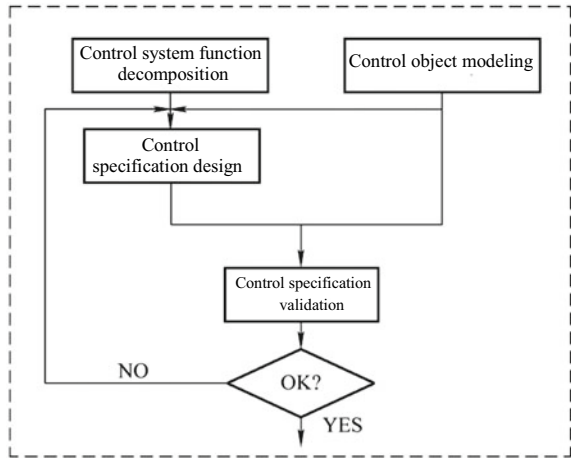 Control system function
decomposition
Control object modeling
Control
specification design
Control specification
validation
NO
OK?
YES